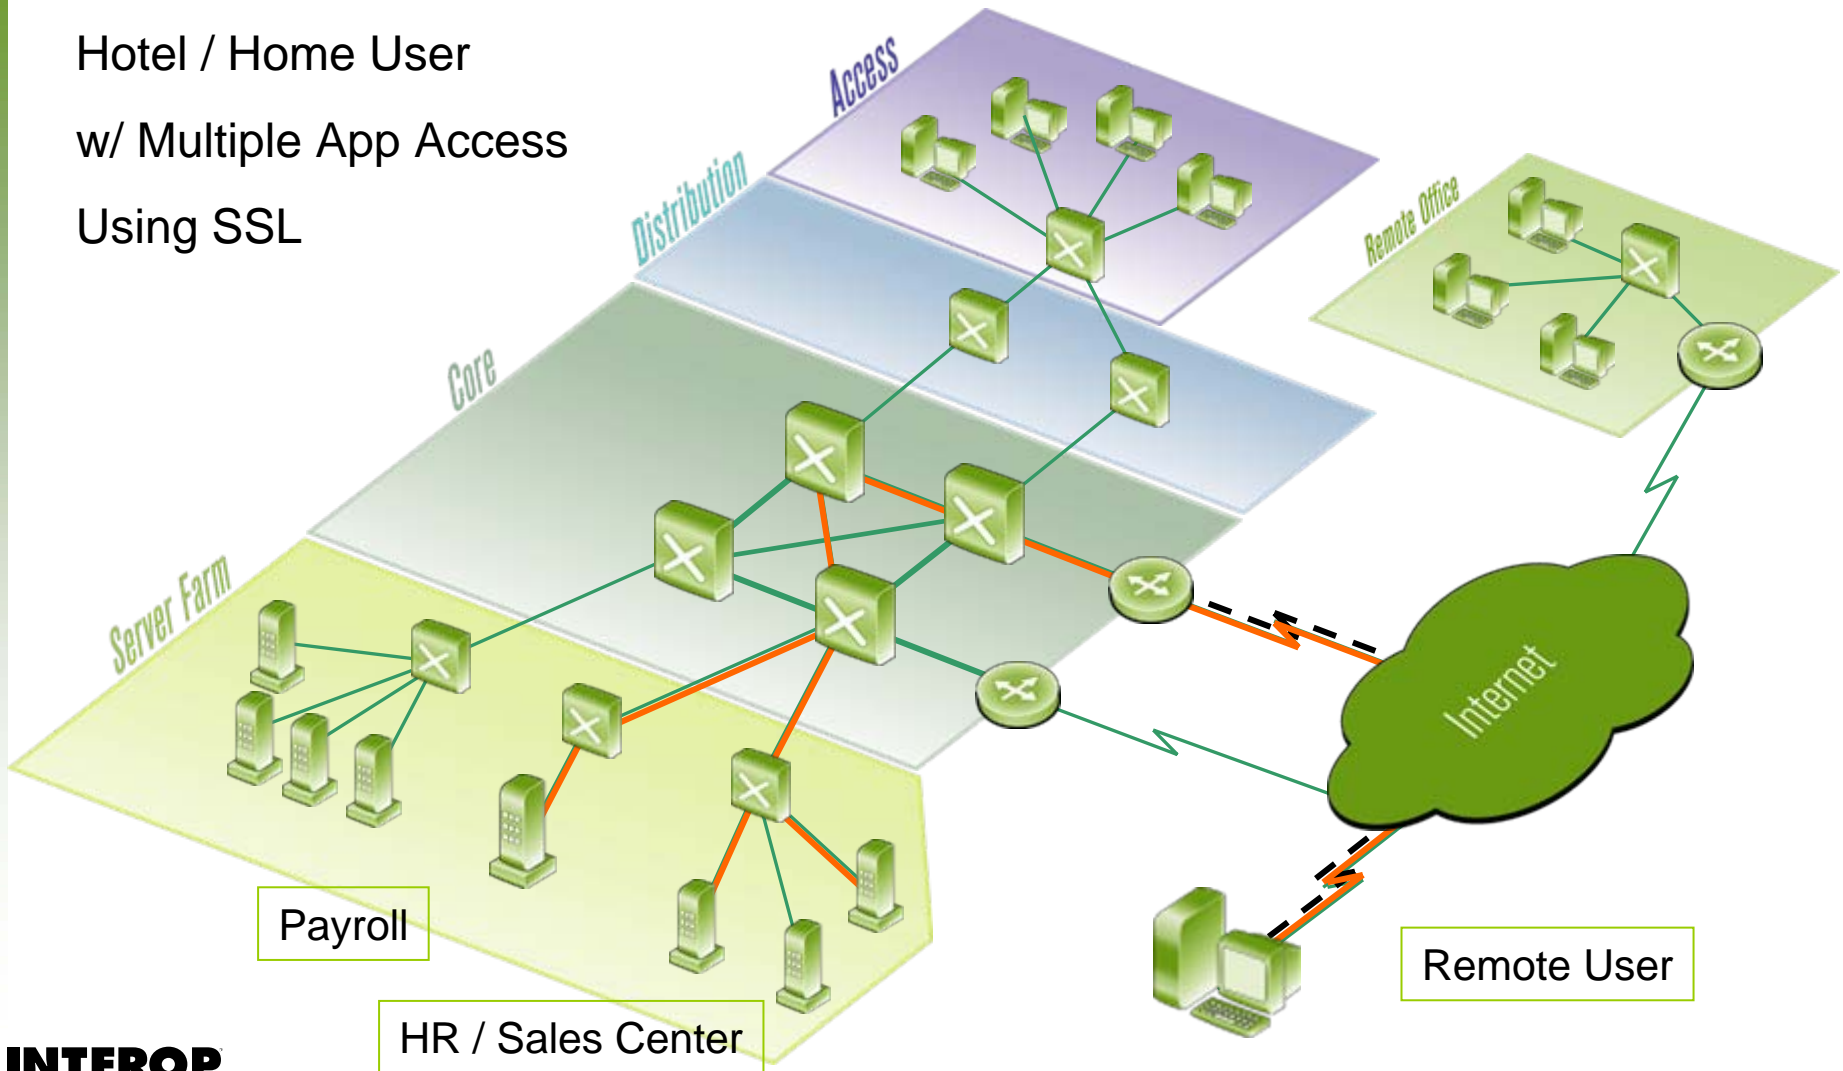 Hotel / Home User
w/ Multiple App Access
Using SSL
Access
Distribution
Remote Office
Core
Server Farm
Internet
Payroll
Remote User
HR / Sales Center
INTEROP